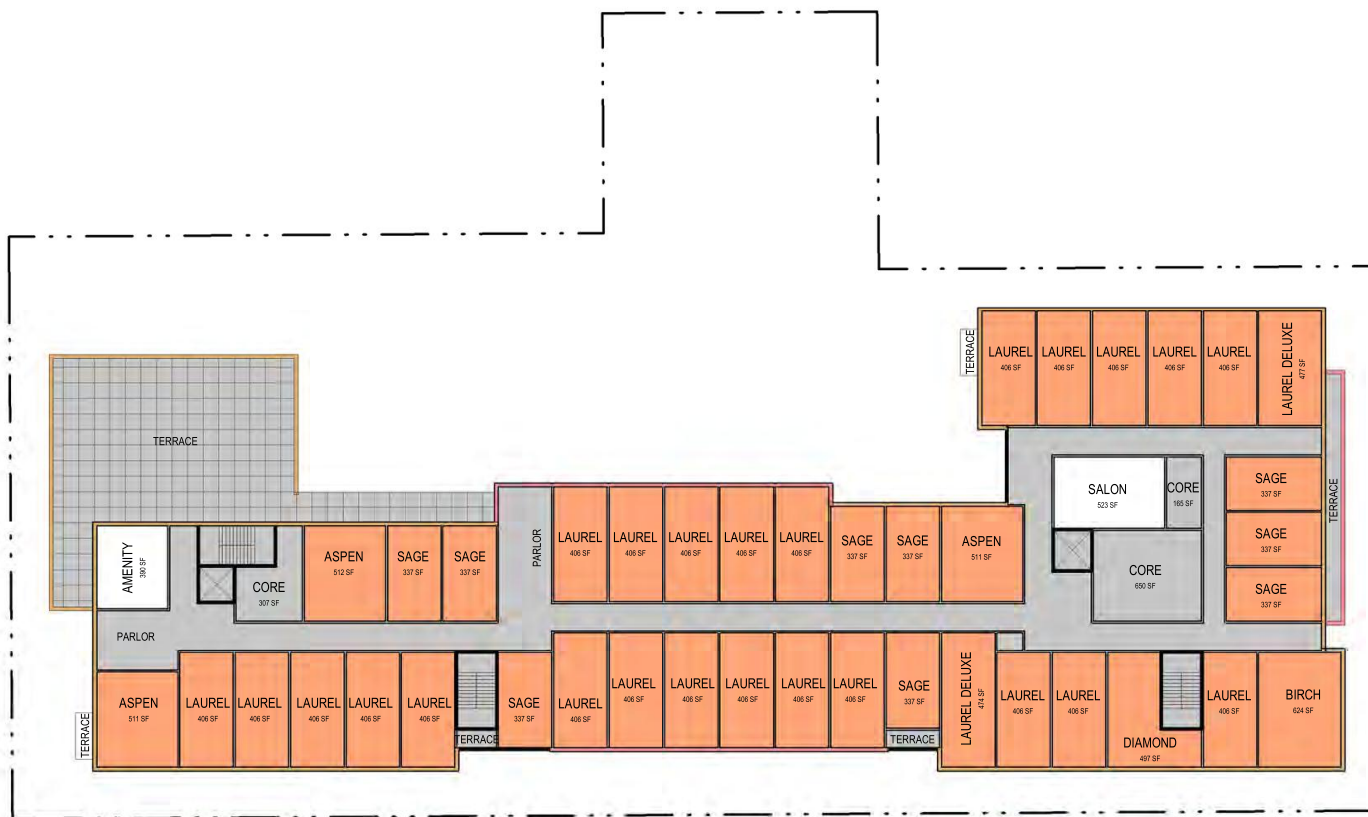 TERRACE
LAUREL
406 SF
LAUREL
406 SF
LAUREL
406 SF
LAUREL
406 SF
LAUREL
406 SF
LAUREL DELUXE
477 SF
TERRACE
TERRACE
SALON
523 SF
CORE
165 SF
SAGE
337 SF
SAGE
337 SF
SAGE
337 SF
CORE
650 SF
AMENITY
390 SF
CORE
307 SF
ASPEN
512 SF
SAGE
337 SF
SAGE
337 SF
PARLOR
LAUREL
406 SF
LAUREL
406 SF
LAUREL
406 SF
LAUREL
406 SF
LAUREL
406 SF
SAGE
337 SF
SAGE
337 SF
ASPEN
511 SF
PARLOR
TERRACE
ASPEN
511 SF
LAUREL
406 SF
LAUREL
406 SF
LAUREL
406 SF
LAUREL
406 SF
LAUREL
406 SF
TERRACE
SAGE
337 SF
LAUREL
406 SF
LAUREL
406 SF
LAUREL
406 SF
LAUREL
406 SF
LAUREL
406 SF
LAUREL
406 SF
SAGE
337 SF
TERRACE
LAUREL DELUXE
474 SF
LAUREL
406 SF
LAUREL
406 SF
DIAMOND
497 SF
LAUREL
406 SF
BIRCH
624 SF